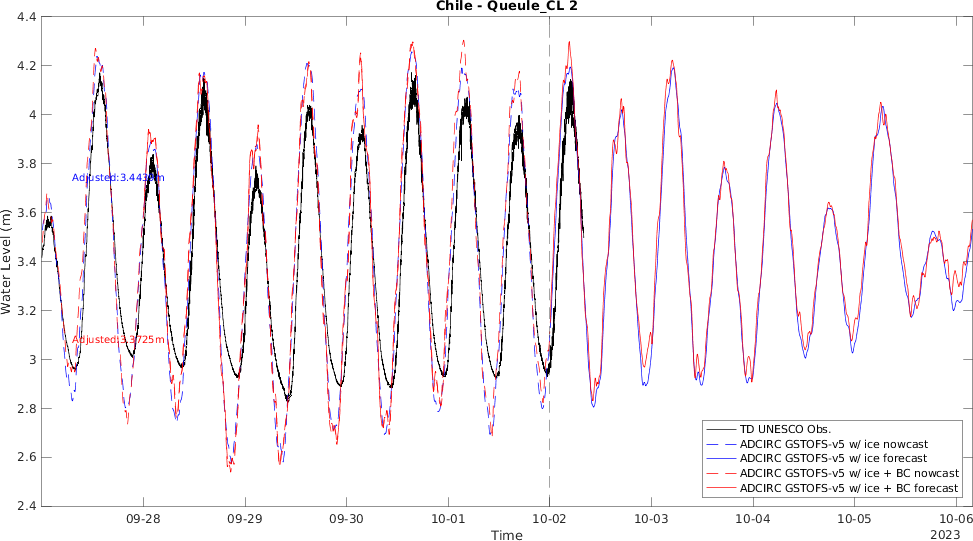 Chile - Queule_CL 2
4.4
4.2
4
3.8
3.6
3.4
3.2
3
2.8
2.6
2.4
Water Level (m)
Adjusted:3.3725m
09-28
09-29
09-30
10-01
10-02
10-03
10-04
10-05
10-06
2023
Time
TD UNESCO Obs.
ADCIRC GSTOFS-v5 w/ ice nowcast
ADCIRC GSTOFS-v5 w/ ice forecast
ADCIRC GSTOFS-v5 w/ ice + BC nowcast
ADCIRC GSTOFS-v5 w/ ice + BC forecast